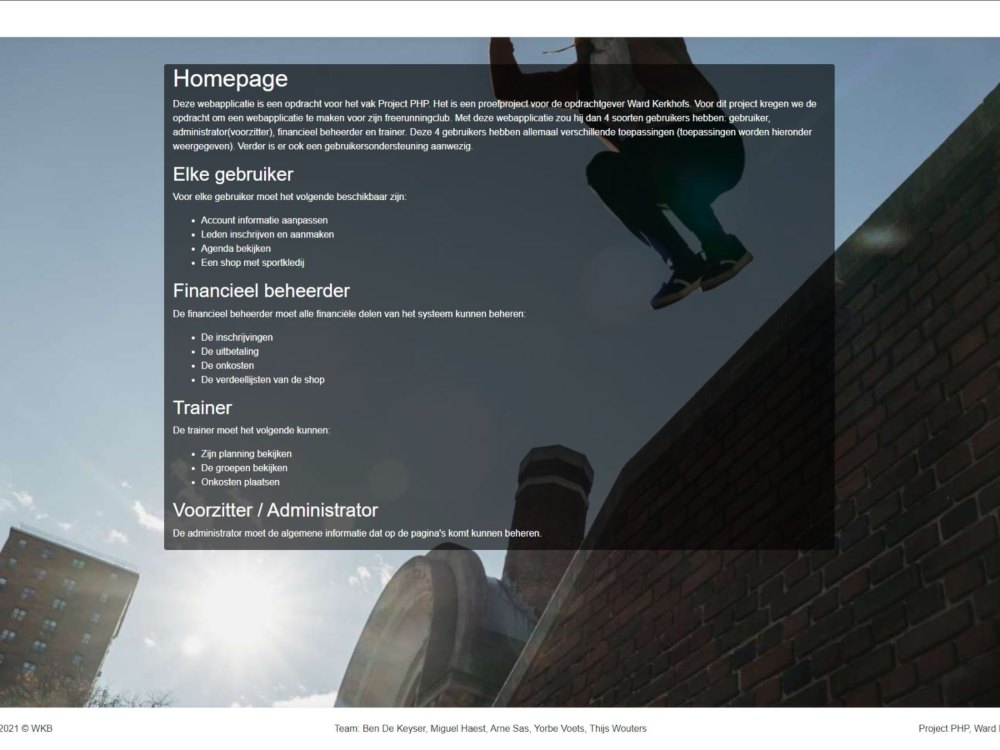 Homepage
Deze webapplicatie is een opdracht voor het vak Project PHP. Het is een proefproject voor de opdrachtgever Ward Kerkhofs. Voor dit project kregen we de
opdracht om een webapplicatie te maken voor zijn freerunningclub. Met deze webapplicatie zou hij dan 4 soorten gebruikers hebben: gebruiker,
administrator(voorzitter), financieel beheerder en trainer. Deze 4 gebruikers hebben allemaal verschillende toepassingen (toepassingen worden hieronder
weergegeven). Verder is er ook een gebruikersondersteuning aanwezig.
Elke gebruiker
Voor elke gebruiker moet het volgende beschikbaar zijn:
• Account informatie aanpassen
• Leden inschrijven en aanmaken
• Agenda bekijken
• Een shop met sportkledij
Financieel beheerder
De financieel beheerder moet alle financiële delen van het systeem kunnen beheren:
• De inschrijvingen
• De uitbetaling
• De onkosten
• De verdeellijsten van de shop
Trainer
De trainer moet het volgende kunnen:
• Zijn planning bekijken
• De groepen bekijken
• Onkosten plaatsen
Voorzitter / Administrator
De administrator moet de algemene informatie dat op de pagina's komt kunnen beheren.
2021 © WKB
Team: Ben De Keyser, Miguel Haest, Arne Sas, Yorbe Voets, Thijs Wouters
Project PHP, Ward